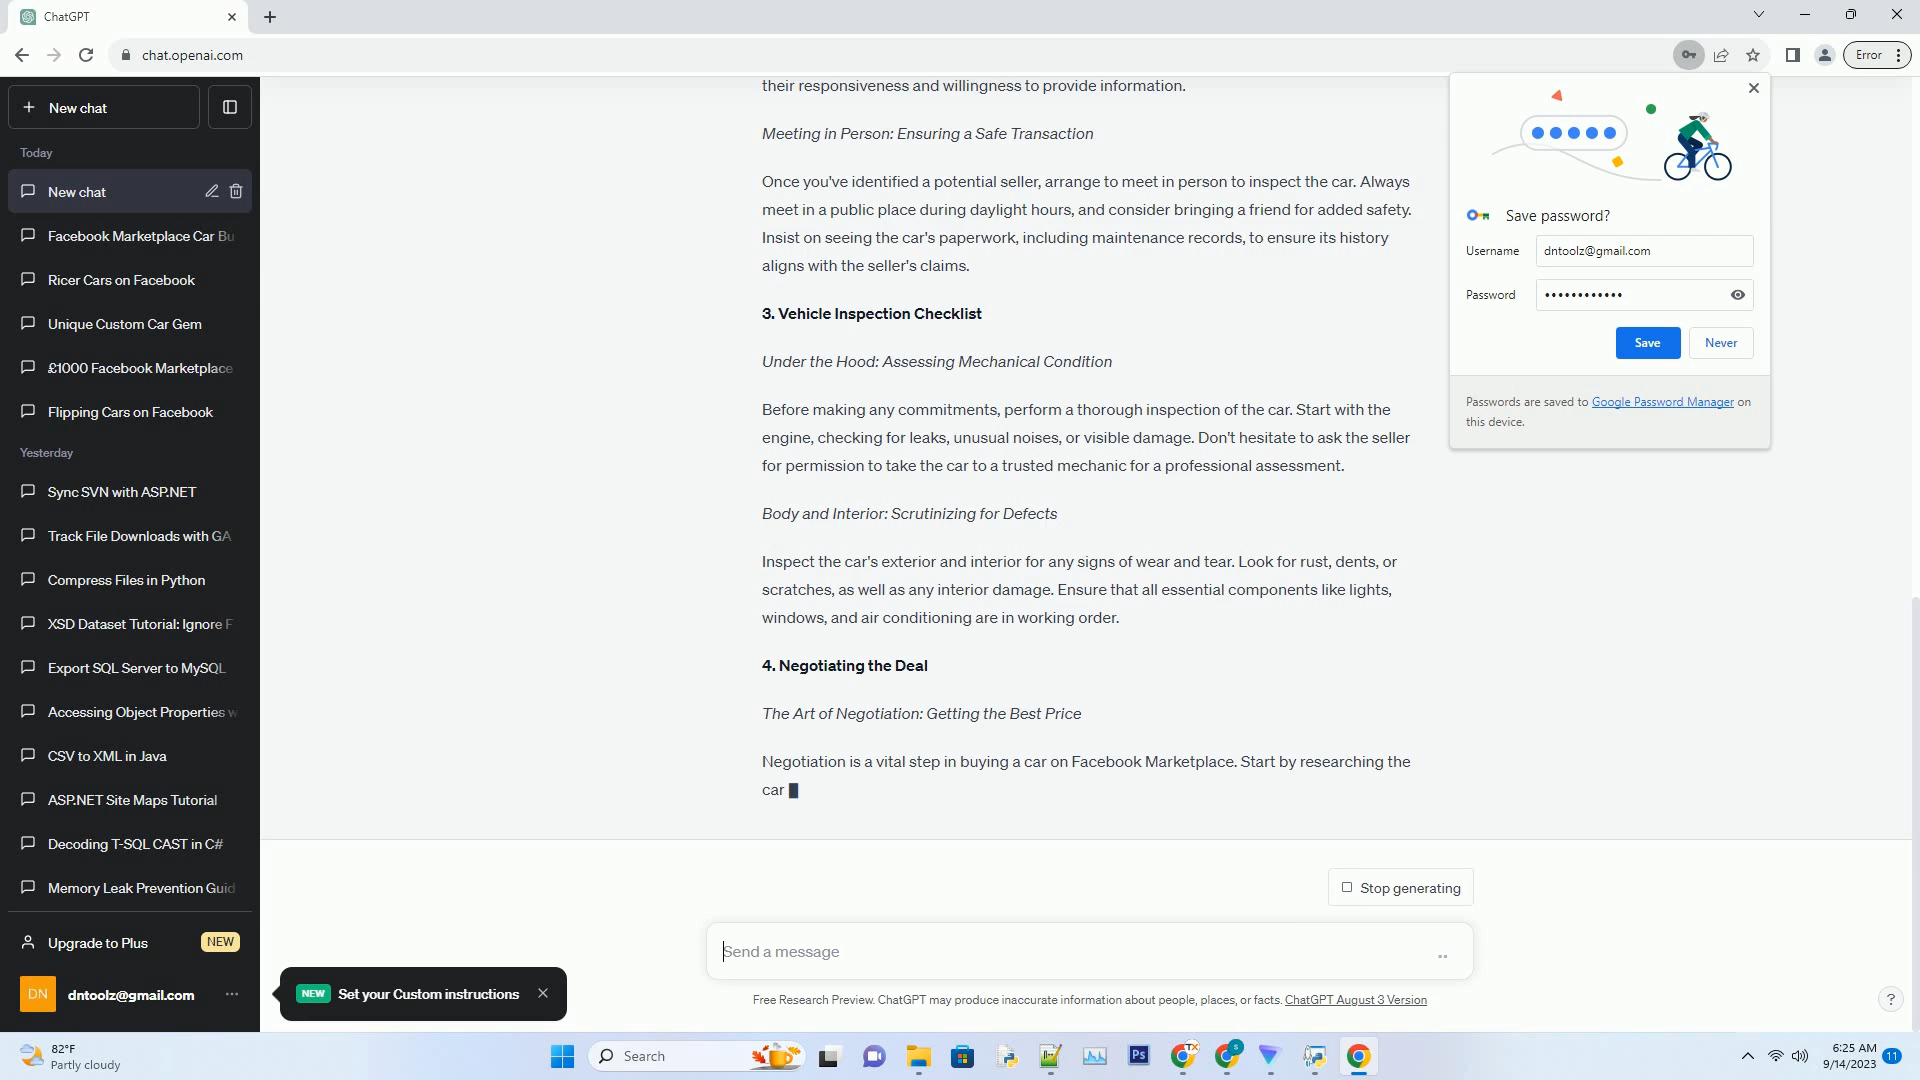 ChatGPT
chat.openai.com
Error
New chat
Today
New chat
Facebook Marketplace Car Bu
Ricer Cars on Facebook
Unique Custom Car Gem
£1000 Facebook Marketplace
Flipping Cars on Facebook
Yesterday
Sync SVN with ASP.NET
Track File Downloads with GA
Compress Files in Python
XSD Dataset Tutorial: Ignore F
Export SQL Server to MySQL
Accessing Object Properties w
CSV to XML in Java
ASP.NET Site Maps Tutorial
Decoding T-SQL CAST in C#
Memory Leak Prevention Guid
Upgrade to Plus
NEW
DN
dntoolz@gmail.com
their responsiveness and willingness to provide information.
Meeting in Person: Ensuring a Safe Transaction
Once you've identified a potential seller, arrange to meet in person to inspect the car. Always
meet in a public place during daylight hours, and consider bringing a friend for added safety.
Insist on seeing the car's paperwork, including maintenance records, to ensure its history
aligns with the seller's claims.
3. Vehicle Inspection Checklist
Under the Hood: Assessing Mechanical Condition
Before making any commitments, perform a thorough inspection of the car. Start with the
engine, checking for leaks, unusual noises, or visible damage. Don't hesitate to ask the seller
for permission to take the car to a trusted mechanic for a professional assessment.
Body and Interior: Scrutinizing for Defects
Inspect the car's exterior and interior for any signs of wear and tear. Look for rust, dents, or
scratches, as well as any interior damage. Ensure that all essential components like lights,
windows, and air conditioning are in working order.
4. Negotiating the Deal
The Art of Negotiation: Getting the Best Price
Negotiation is a vital step in buying a car on Facebook Marketplace. Start by researching the
car
Save password?
Username
dntoolz@gmail.com
Password
••••••••••••
Save
Never
Passwords are saved to Google Password Manager on
this device.
Stop generating
Send a message
NEW
Set your Custom instructions
Free Research Preview. ChatGPT may produce inaccurate information about people, places, or facts. ChatGPT August 3 Version
?
82°F
Partly cloudy
Search
Ps
TX
S
6:25 AM
9/14/2023
11